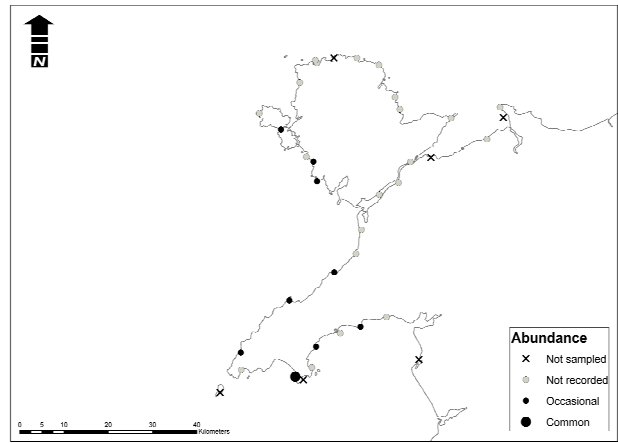 N
Abundance
Not sampled
Not recorded
Occasional
Common
0 5 10 20 30 40
Kilometers